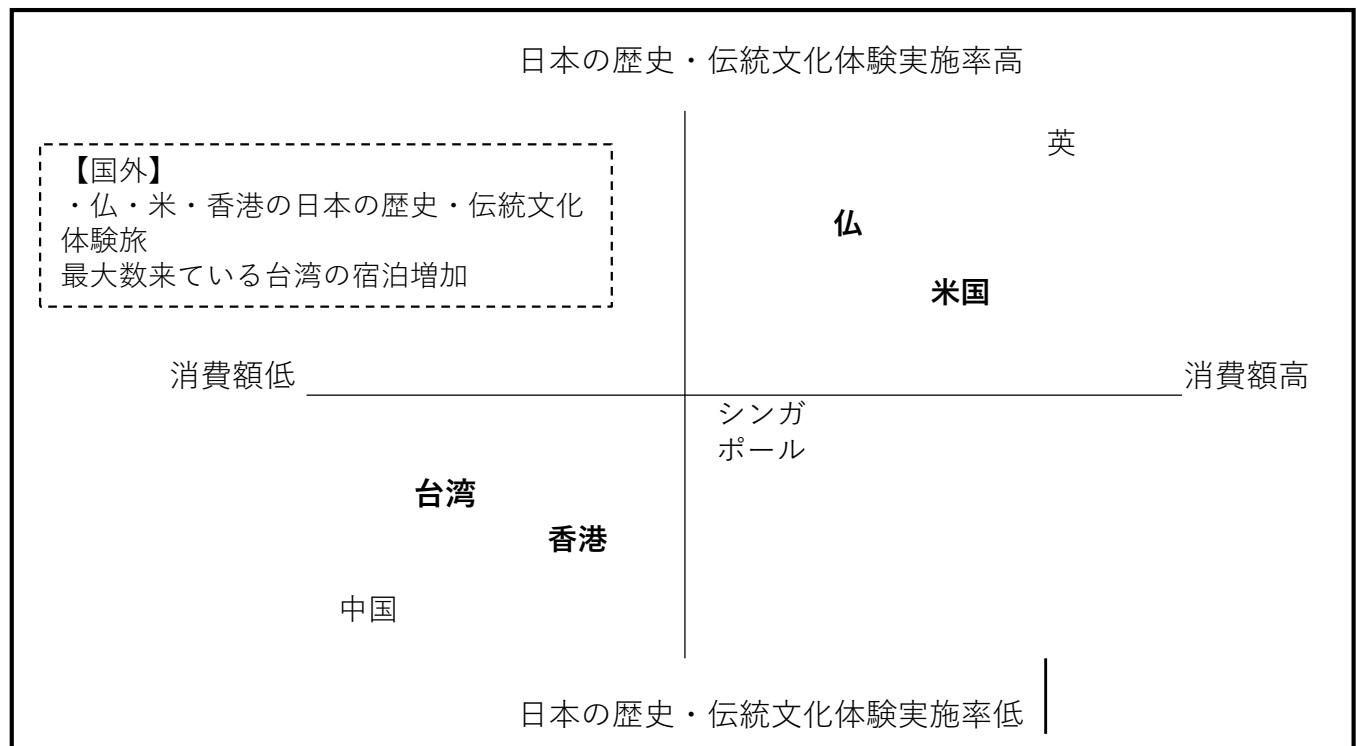 日本の歴史・伝統文化体験実施率高
英
【国外】
・仏・米・香港の日本の歴史・伝統文化
体験旅
最大数来ている台湾の宿泊増加
仏
米国
消費額低
消費額高
シンガ
ポール
台湾
香港
中国
日本の歴史・伝統文化体験実施率低